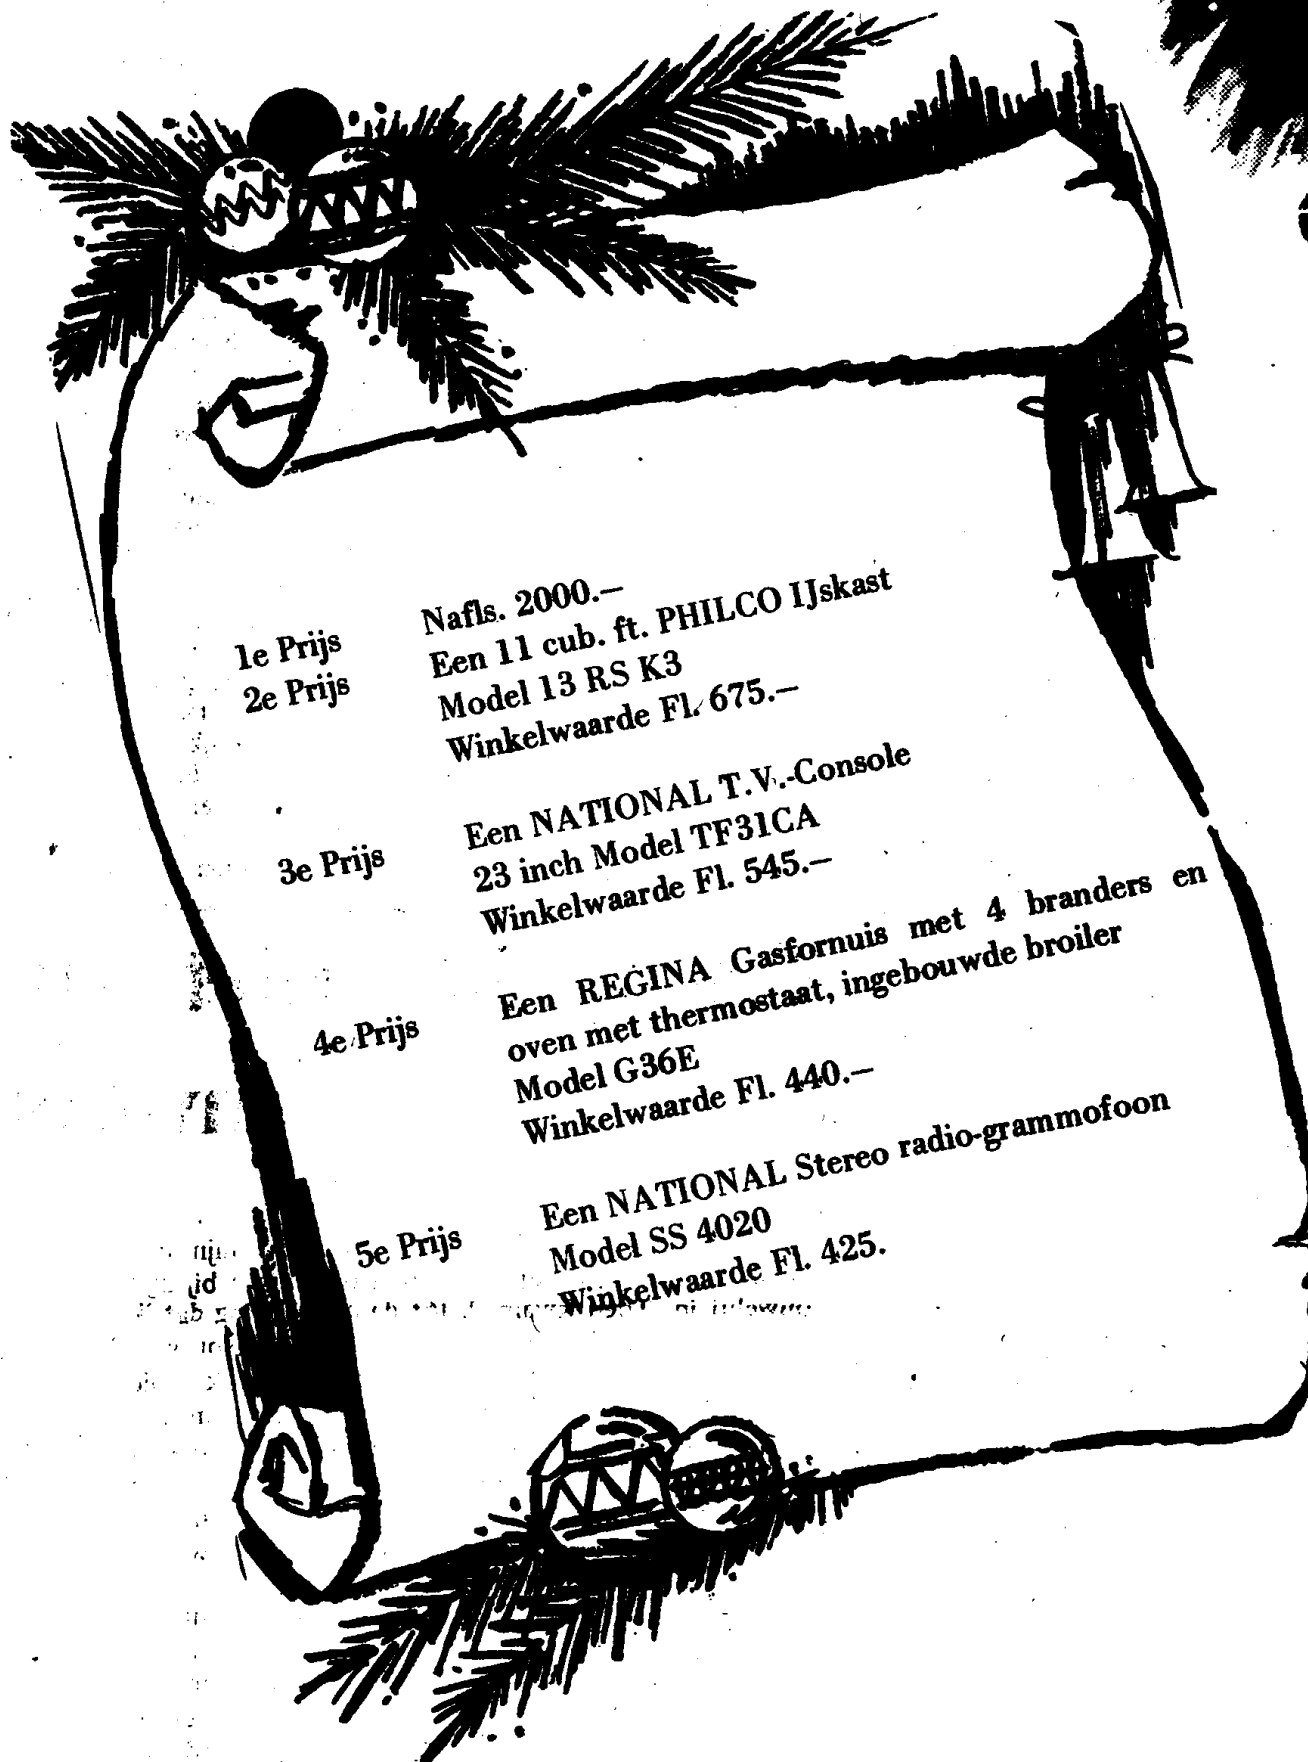 1e Prijs Nafls. 2000.—
2e Prijs Een 11 cub. ft. PHILCO IJskast
Model 13 RS K3
Winkelwaarde Fl. 675.—
3e Prijs Een NATIONAL T.V.-Console
23 inch Model TF31CA
Winkelwaarde Fl. 545.—
4e Prijs Een REGINA Gasfornuis met 4 branders en
oven met thermostaat, ingebouwde broiler
Model G36E
Winkelwaarde Fl. 440.—
5e Prijs Een NATIONAL Stereo radio-grammofoon
Model SS 4020
Winkelwaarde Fl. 425.